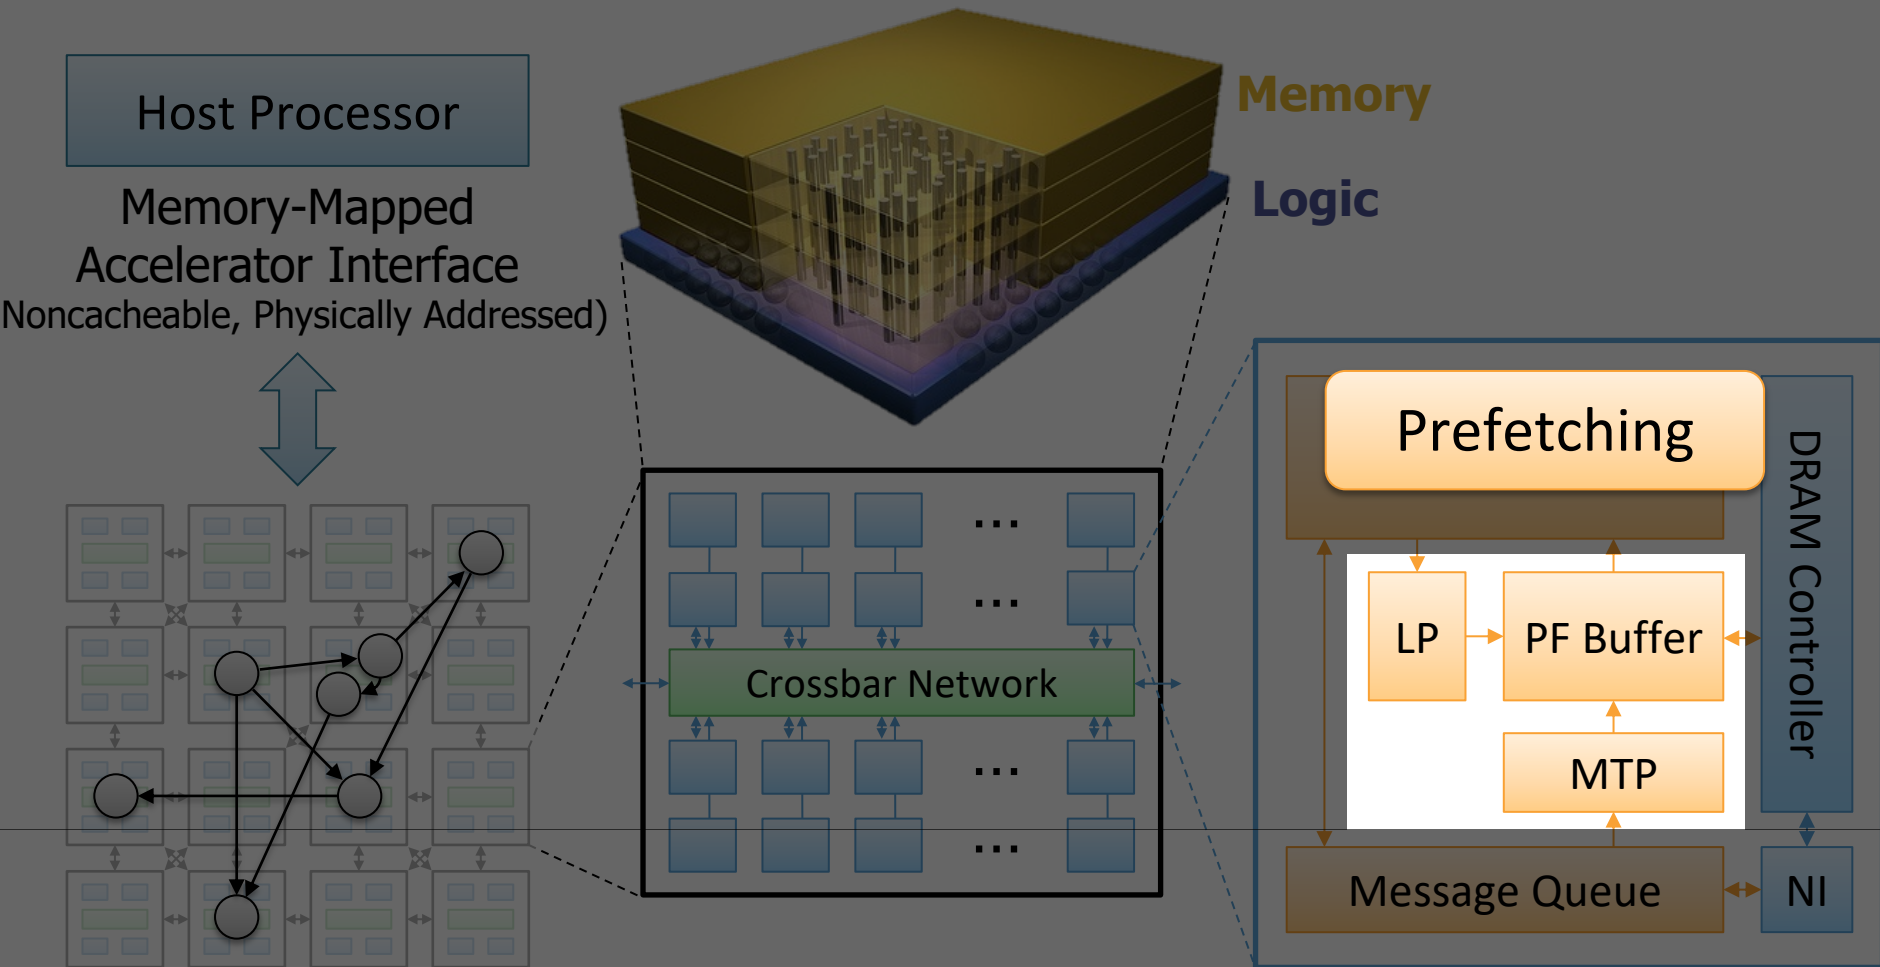 Host Processor
Memory-Mapped
Accelerator Interface
Noncacheable, Physically Addressed)
Memory
Logic
...
...
Crossbar Network
...
...
Prefetching
DRAM Controller
LP
PF Buffer
MTP
Message Queue
NI